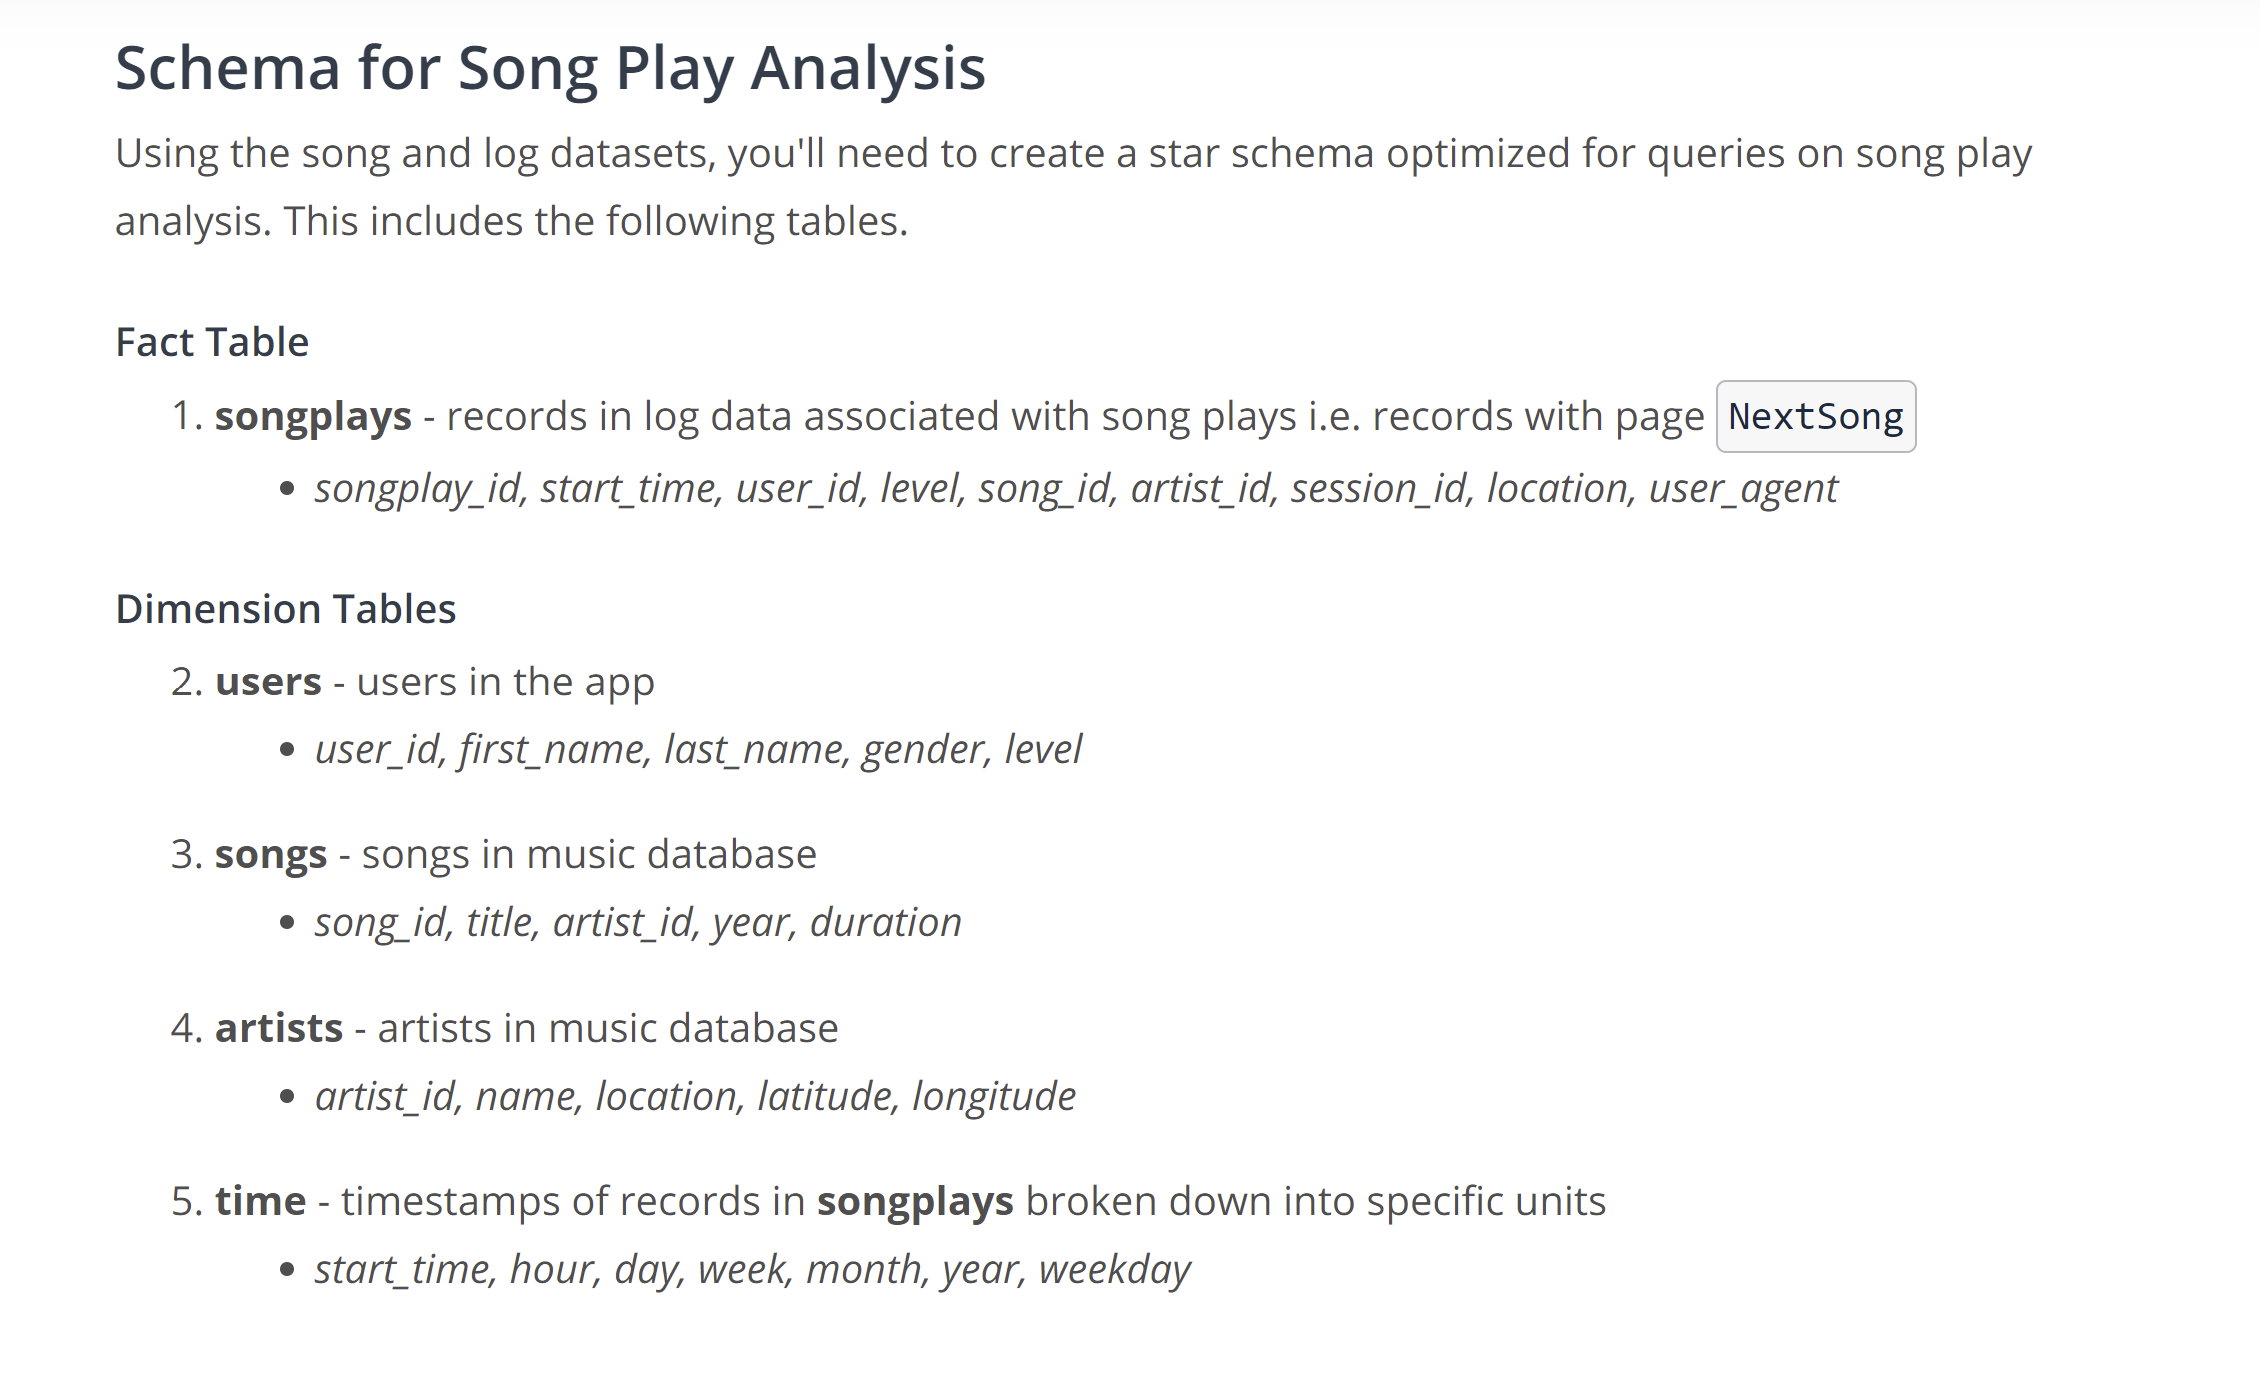 Schema for Song Play Analysis
Using the song and log datasets, you'll need to create a star schema optimized for queries on song play
analysis. This includes the following tables.
Fact Table
1. songplays - records in log data associated with song plays i.e. records with page NextSong
• songplay_id, start_time, user_id, level, song_id, artist_id, session_id, location, user_agent
Dimension Tables
2. users - users in the app
• user_id, first_name, last_name, gender, level
3. songs - songs in music database
• song_id, title, artist_id, year, duration
4. artists - artists in music database
• artist_id, name, location, latitude, longitude
5. time - timestamps of records in songplays broken down into specific units
• start_time, hour, day, week, month, year, weekday